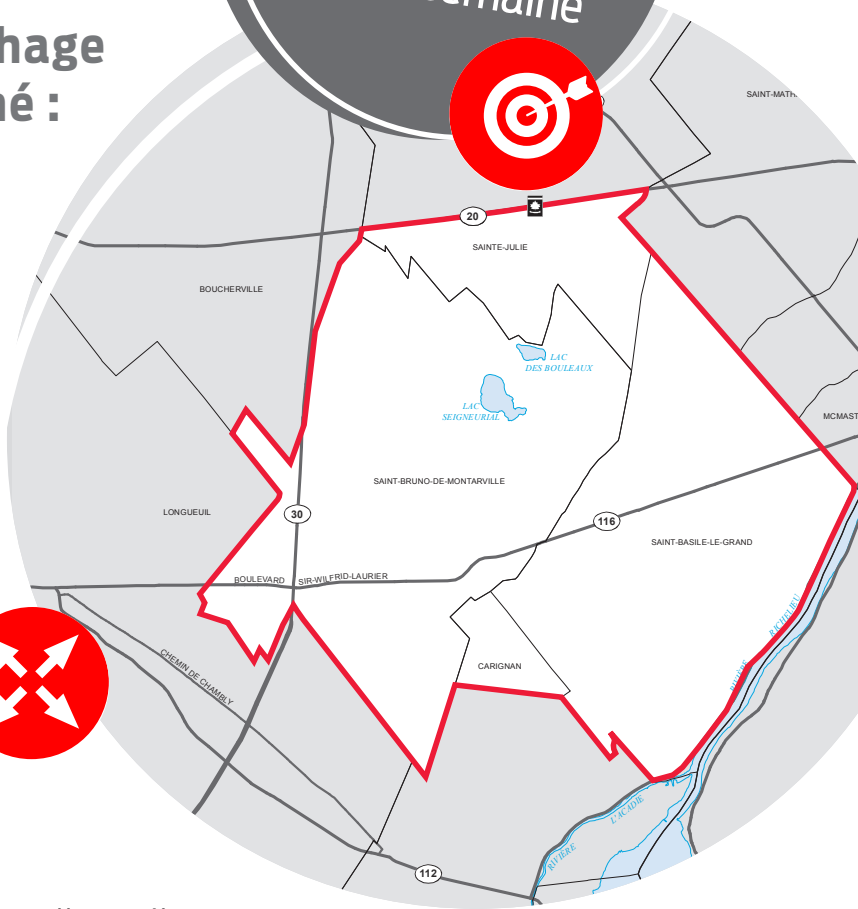 emaine
hage
né :
SAINT-MATH.
20
SAINTE-JULIE
BOUCHERVILLE
LAC
DES BOULEAUX
LAC
SEIGNEURIAL
MCMAST
SAINT-BRUNO-DE-MONTARVILLE
LONGUEUIL
30
116
SAINT-BASILE-LE-GRAND
BOULEVARD SIR-WILFRID-LAURIER
RIVIÈRE RICHELIEU
CARIGNAN
CHEMIN DE CHAMBLY
RIVIÈRE L'ACADIE
112